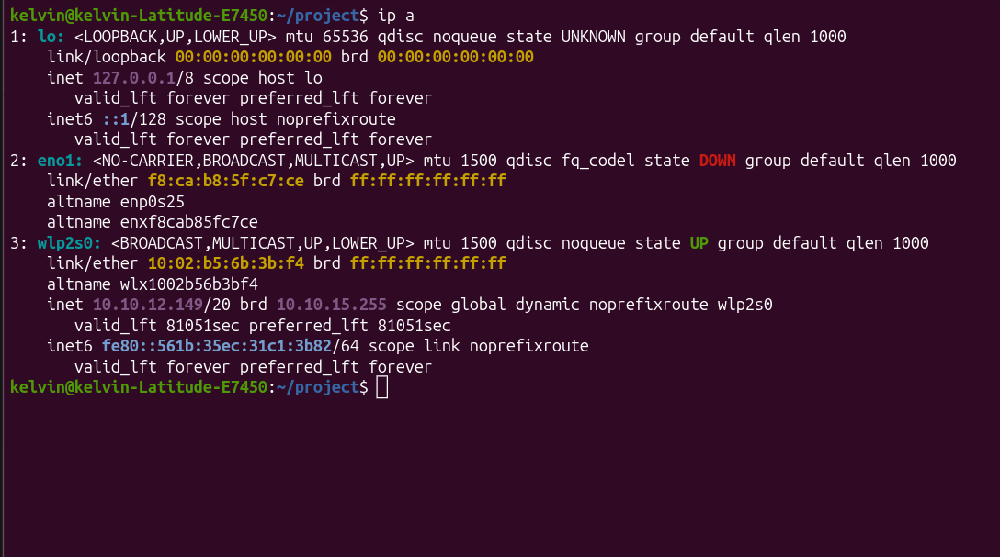 kelvin@kelvin-Latitude-E7450:~/project$ ip a
1: lo: <LOOPBACK,UP,LOWER_UP> mtu 65536 qdisc noqueue state UNKNOWN group default qlen 1000
    link/loopback 00:00:00:00:00:00 brd 00:00:00:00:00:00
    inet 127.0.0.1/8 scope host lo
       valid_lft forever preferred_lft forever
    inet6 ::1/128 scope host noprefixroute
       valid_lft forever preferred_lft forever
2: eno1: <NO-CARRIER,BROADCAST,MULTICAST,UP> mtu 1500 qdisc fq_codel state DOWN group default qlen 1000
    link/ether f8:ca:b8:5f:c7:ce brd ff:ff:ff:ff:ff:ff
    altname enp0s25
    altname enxf8cab85fc7ce
3: wlp2s0: <BROADCAST,MULTICAST,UP,LOWER_UP> mtu 1500 qdisc noqueue state UP group default qlen 1000
    link/ether 10:02:b5:6b:3b:f4 brd ff:ff:ff:ff:ff:ff
    altname wlx1002b56b3bf4
    inet 10.10.12.149/20 brd 10.10.15.255 scope global dynamic noprefixroute wlp2s0
       valid_lft 81051sec preferred_lft 81051sec
    inet6 fe80::561b:35ec:31c1:3b82/64 scope link noprefixroute
       valid_lft forever preferred_lft forever
kelvin@kelvin-Latitude-E7450:~/project$